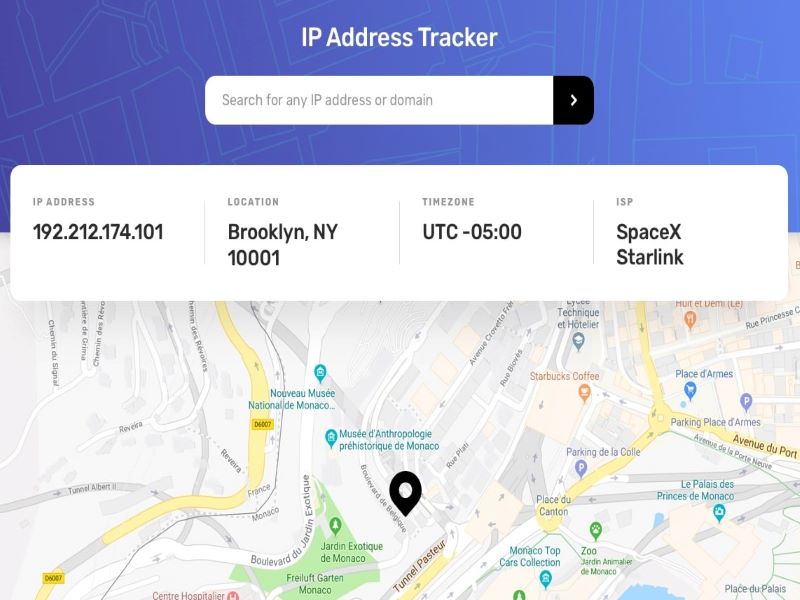 IP Address Tracker
Search for any IP address or domain
IP ADDRESS
192.212.174.101
LOCATION
Brooklyn, NY
10001
TIMEZONE
UTC -05:00
ISP
SpaceX
Starlink
Chemin du Signal
Chemin des Révoires
Lycée
Technique
et Hôtelier
Avenue Crovetto Frères
Rue Biovès
Huit et Demi (Le)
Rue Princesse C
Nouveau Musée
National de Monaco...
Starbucks Coffee
Place d'Armes
D6007
Parking Place d'Armes
Reveira
Musée d'Anthropologie
préhistorique de Monaco
Rue Plati
Avenue du Port
Avenue de la Porte Neuve
Parking de la Colle
Reveira
Tunnel Albert II
France
Monaco
Boulevard de Belgique
Le Palais des
Princes de Monaco
Place du
Canton
Boulevard du Jardin Exotique
Jardin Exotique
de Monaco
Tunnel Pasteur
Monaco Top
Cars Collection
Zoo
Jardin Animalier
de Monaco
D6007
Freiluft Garten
Monaco
Place du Palais
Centre Hospitalier